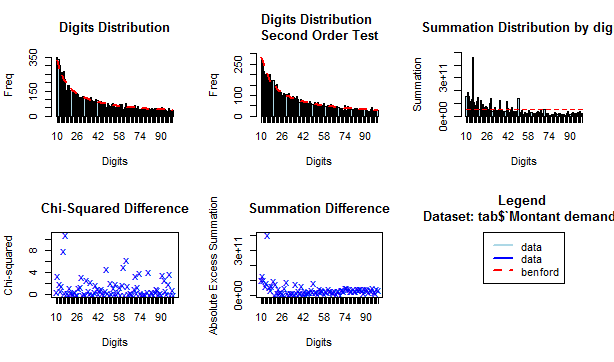 Digits Distribution
Freq
0 100 250 350
10 26 42 58 74 90
Digits
Digits Distribution
Second Order Test
Freq
0 100 250
10 26 42 58 74 90
Digits
Summation Distribution by dig
Summation
0e+00 3e+11
10 26 42 58 74 90
Digits
Chi-Squared Difference
Chi-squared
0 4 8
10 26 42 58 74 90
Digits
Summation Difference
Absolute Excess Summation
0e+00 3e+11
10 26 42 58 74 90
Digits
Legend
Dataset: tab$`Montant demand
data
data
benford